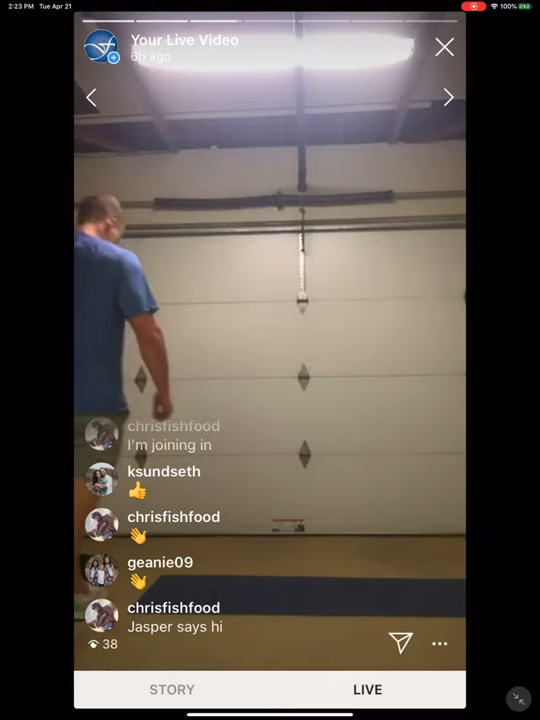 2:23 PM Tue Apr 21
100%
Your Live Video
6h ago
chrisfishfood
I'm joining in
ksundseth
👍
chrisfishfood
👋
geanie09
👋
chrisfishfood
Jasper says hi
38
STORY LIVE